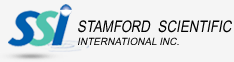 SSI STAMFORD SCIENTIFIC
INTERNATIONAL INC.